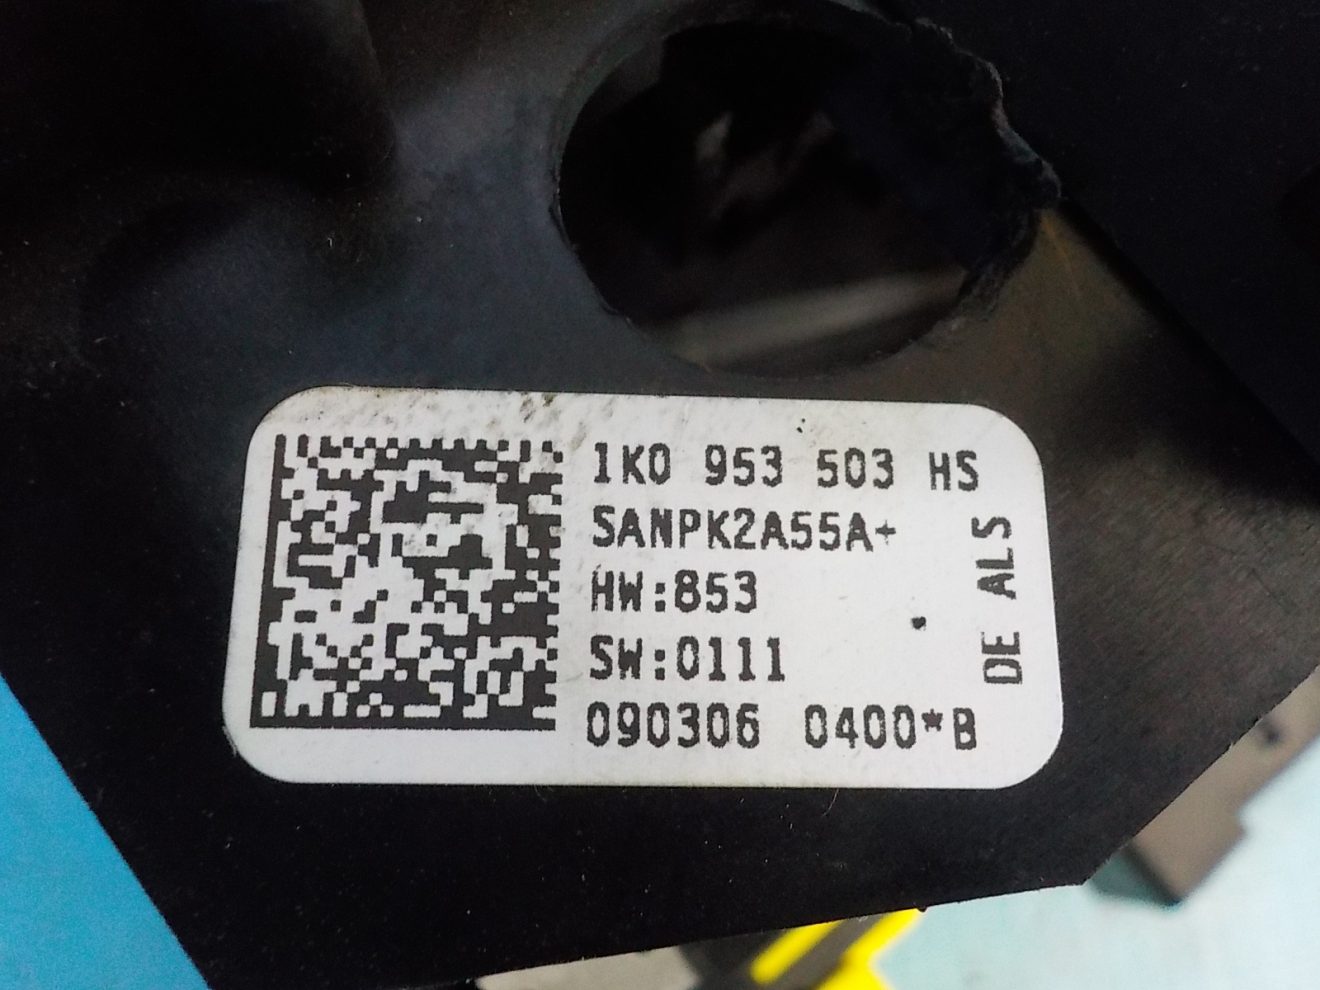 1K0 953 503 HS
SANPK2A55A+
HW:853
SW:0111
090306 0400*B
DE ALS